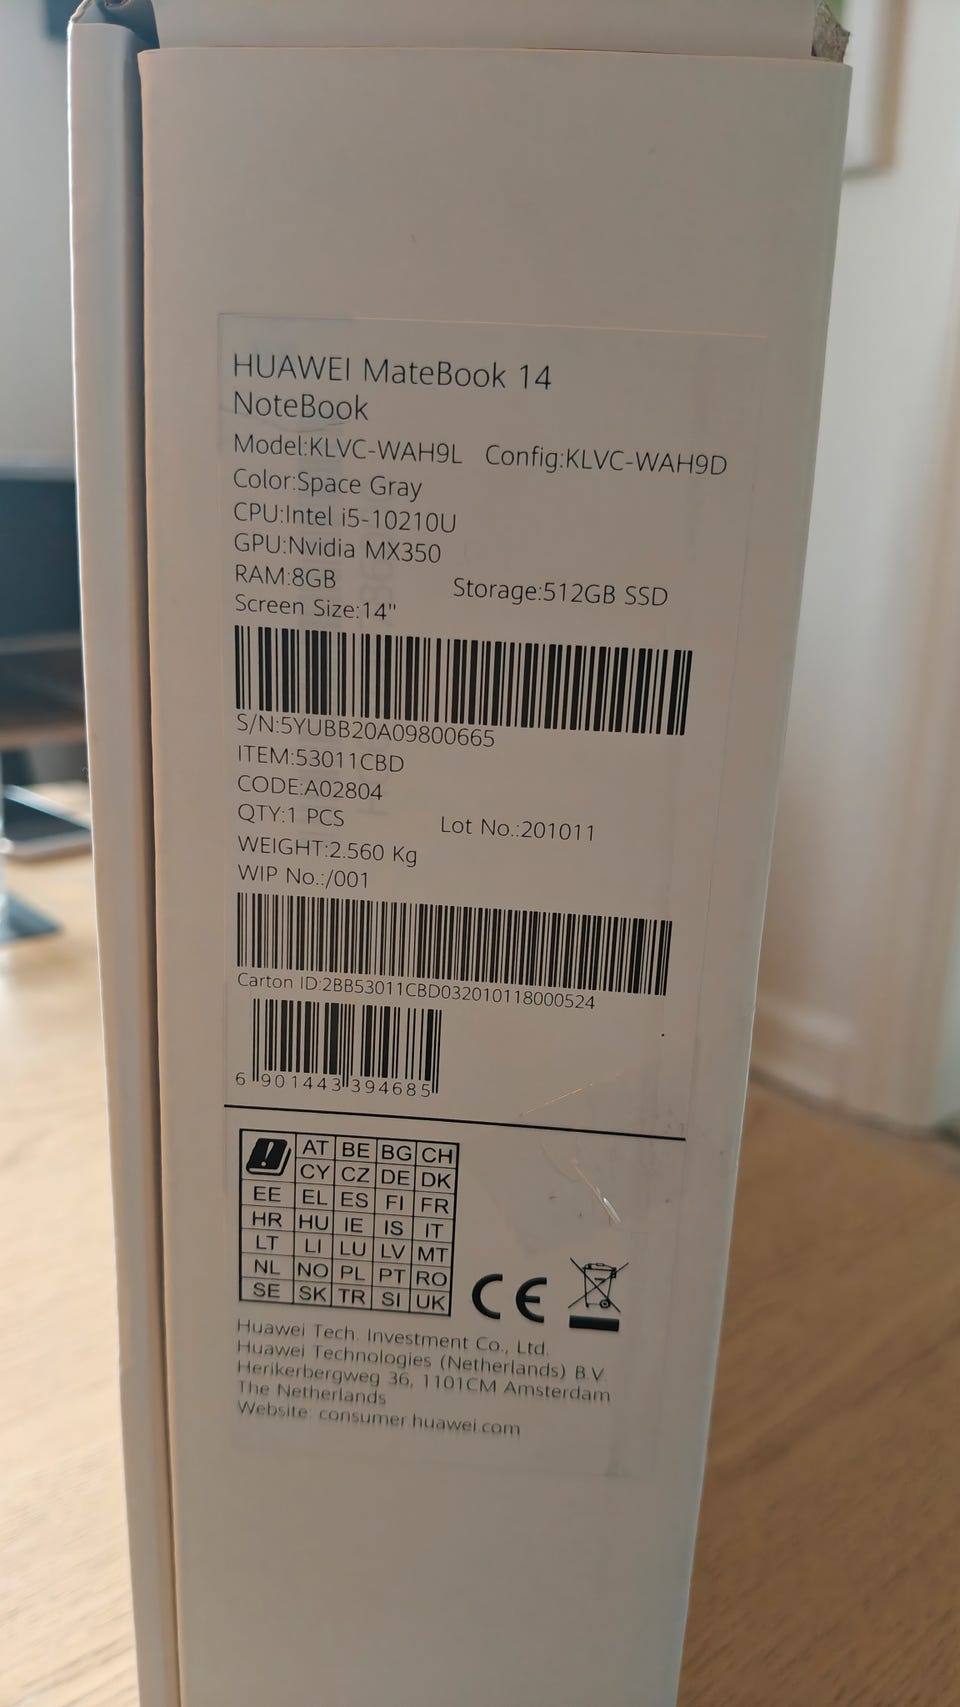 HUAWEI MateBook 14
NoteBook
Model:KLVC-WAH9L Config:KLVC-WAH9D
Color:Space Gray
CPU:Intel i5-10210U
GPU:Nvidia MX350
RAM:8GB Storage:512GB SSD
Screen Size:14"
S/N:5YUBB20A09800665
ITEM:53011CBD
CODE:A02804
QTY:1 PCS Lot No.:201011
WEIGHT:2.560 Kg
WIP No.:/001
Carton ID:2BB53011CBD032010118000524
6 901443 394685
AT BE BG CH
CY CZ DE DK
EE EL ES FI FR
HR HU IE IS IT
LT LI LU LV MT
NL NO PL PT RO
SE SK TR SI UK
CE
Huawei Tech. Investment Co., Ltd.
Huawei Technologies (Netherlands) B.V.
Herikerbergweg 36, 1101CM Amsterdam
The Netherlands
Website: consumer.huawei.com